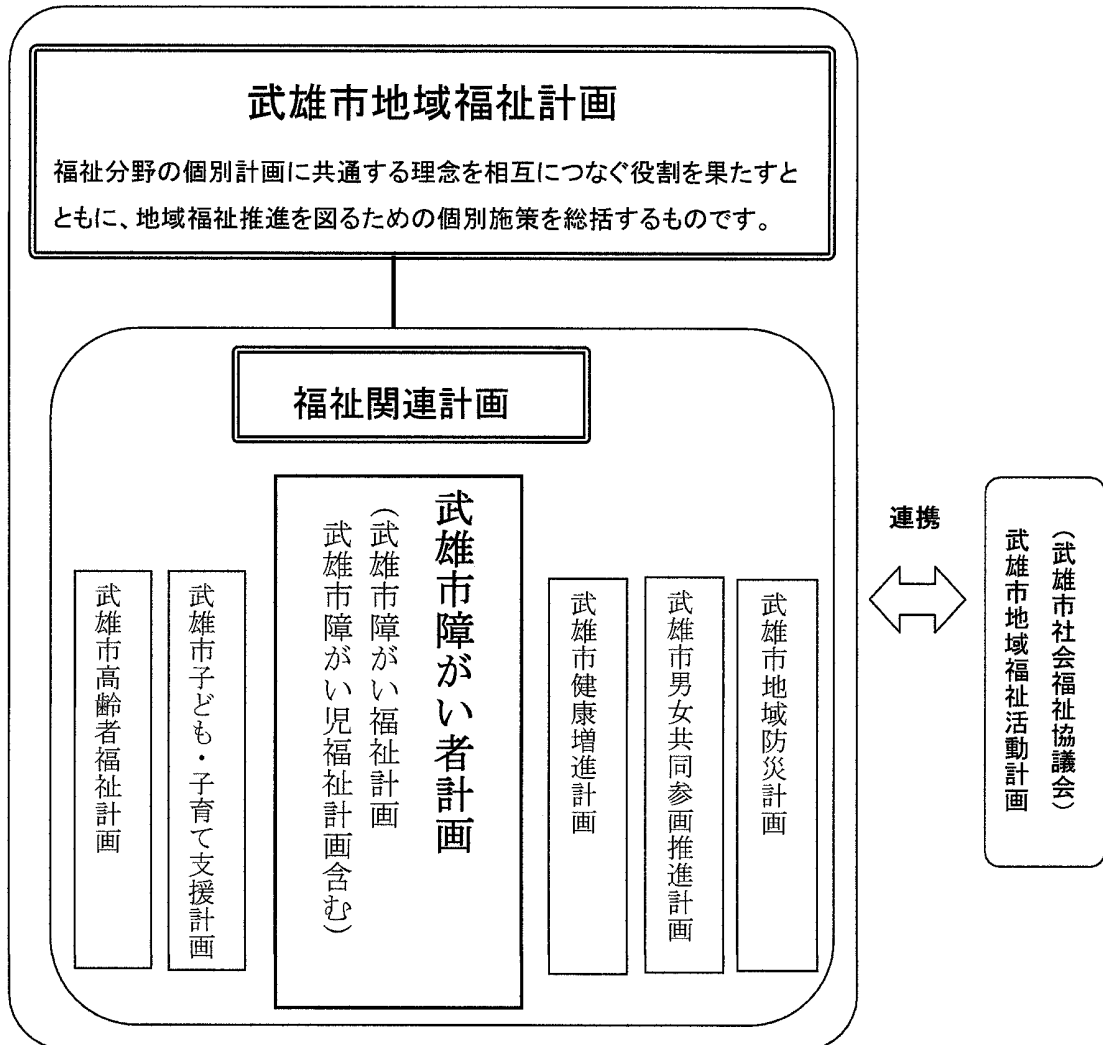 武雄市地域福祉計画
福祉分野の個別計画に共通する理念を相互につなぐ役割を果たすと
ともに、地域福祉推進を図るための個別施策を総括するものです。
福祉関連計画
武雄市高齢者福祉計画
武雄市子ども・子育て支援計画
武雄市障がい者計画
(武雄市障がい福祉計画
武雄市障がい児福祉計画含む)
武雄市健康増進計画
武雄市男女共同参画推進計画
武雄市地域防災計画
連携
(武雄市社会福祉協議会)
武雄市地域福祉活動計画